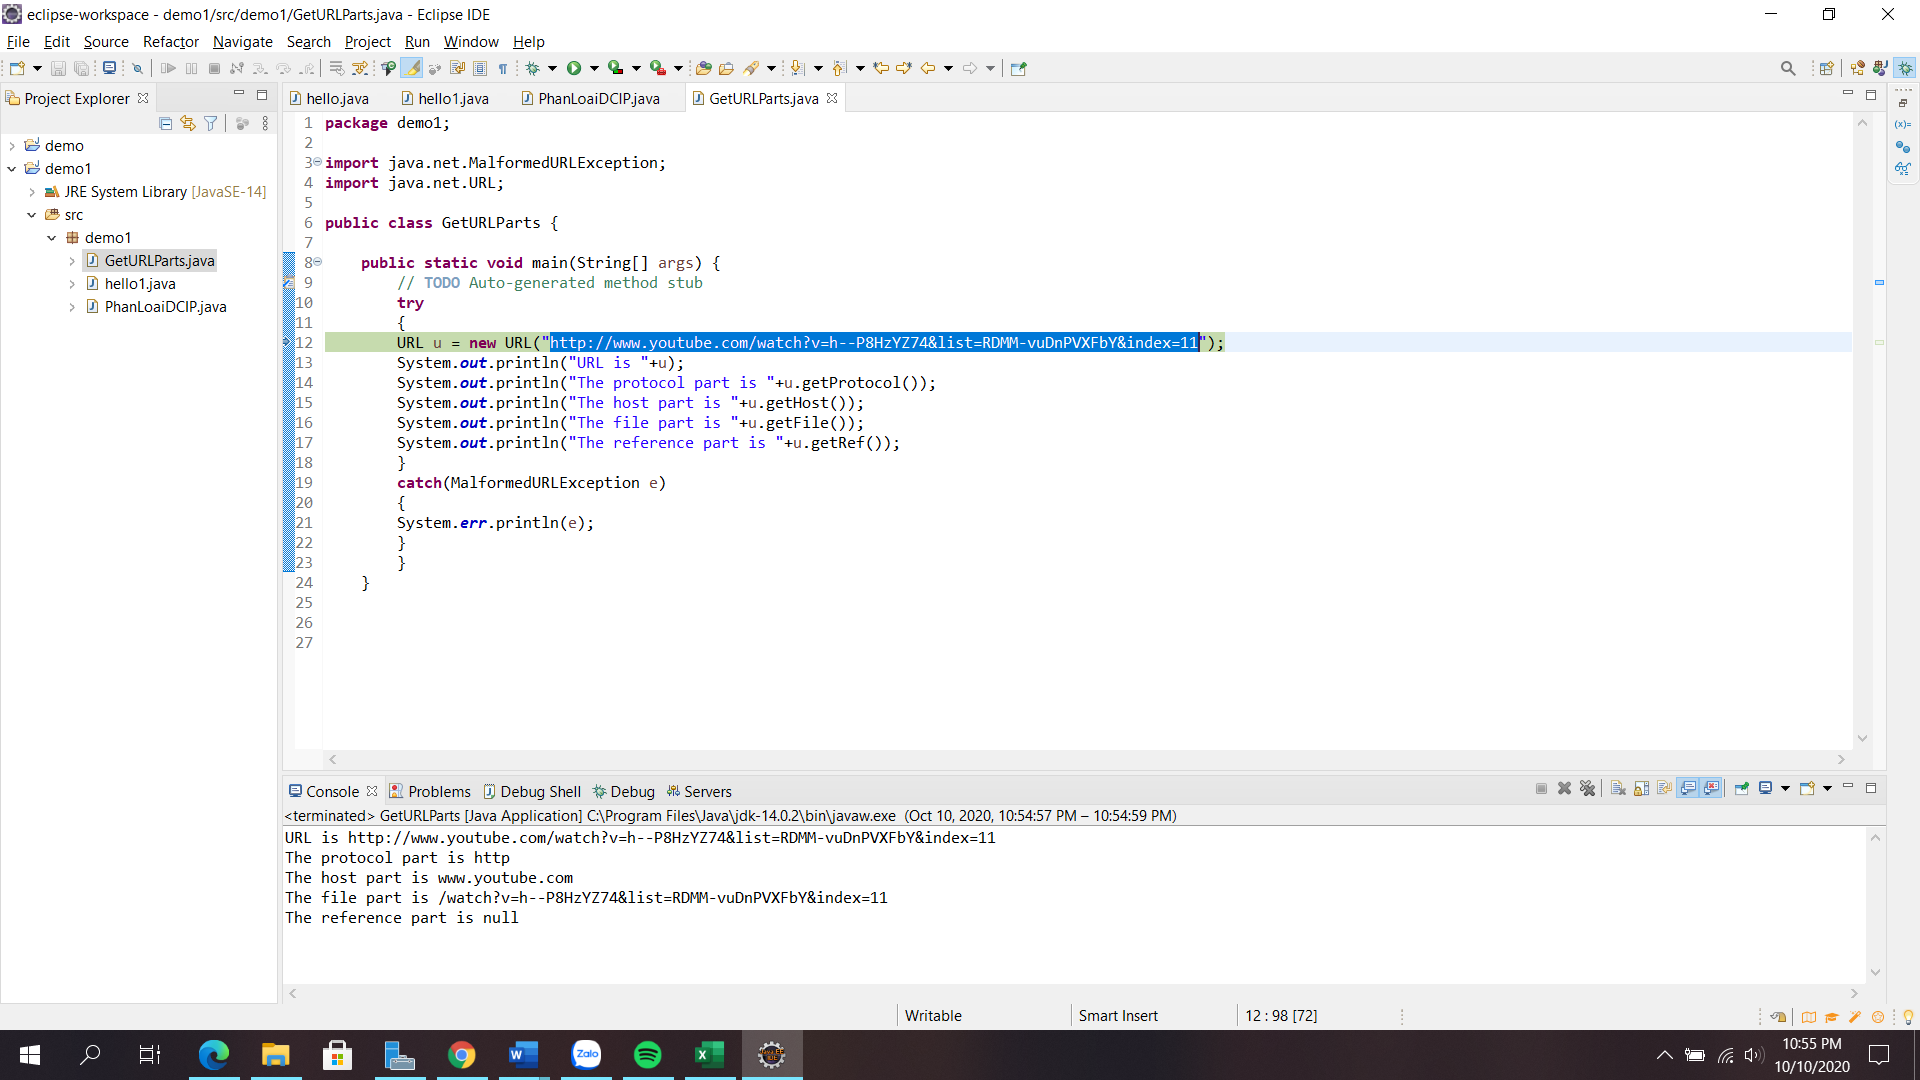 eclipse-workspace - demo1/src/demo1/GetURLParts.java - Eclipse IDE
File Edit Source Refactor Navigate Search Project Run Window Help
Project Explorer
hello.java hello1.java PhanLoaiDCIP.java GetURLParts.java
demo
demo1
JRE System Library [JavaSE-14]
src
demo1
GetURLParts.java
hello1.java
PhanLoaiDCIP.java
1 package demo1;
2
3 import java.net.MalformedURLException;
4 import java.net.URL;
5
6 public class GetURLParts {
7
8 public static void main(String[] args) {
9 // TODO Auto-generated method stub
10 try
11 {
12 URL u = new URL("http://www.youtube.com/watch?v=h--P8HzYZ74&list=RDMM-vuDnPVXFbY&index=11");
13 System.out.println("URL is "+u);
14 System.out.println("The protocol part is "+u.getProtocol());
15 System.out.println("The host part is "+u.getHost());
16 System.out.println("The file part is "+u.getFile());
17 System.out.println("The reference part is "+u.getRef());
18 }
19 catch(MalformedURLException e)
20 {
21 System.err.println(e);
22 }
23 }
24 }
25
26
27
Console Problems Debug Shell Debug Servers
<terminated> GetURLParts [Java Application] C:\Program Files\Java\jdk-14.0.2\bin\javaw.exe (Oct 10, 2020, 10:54:57 PM – 10:54:59 PM)
URL is http://www.youtube.com/watch?v=h--P8HzYZ74&list=RDMM-vuDnPVXFbY&index=11
The protocol part is http
The host part is www.youtube.com
The file part is /watch?v=h--P8HzYZ74&list=RDMM-vuDnPVXFbY&index=11
The reference part is null
Writable Smart Insert 12 : 98 [72]
Zalo
10:55 PM
10/10/2020